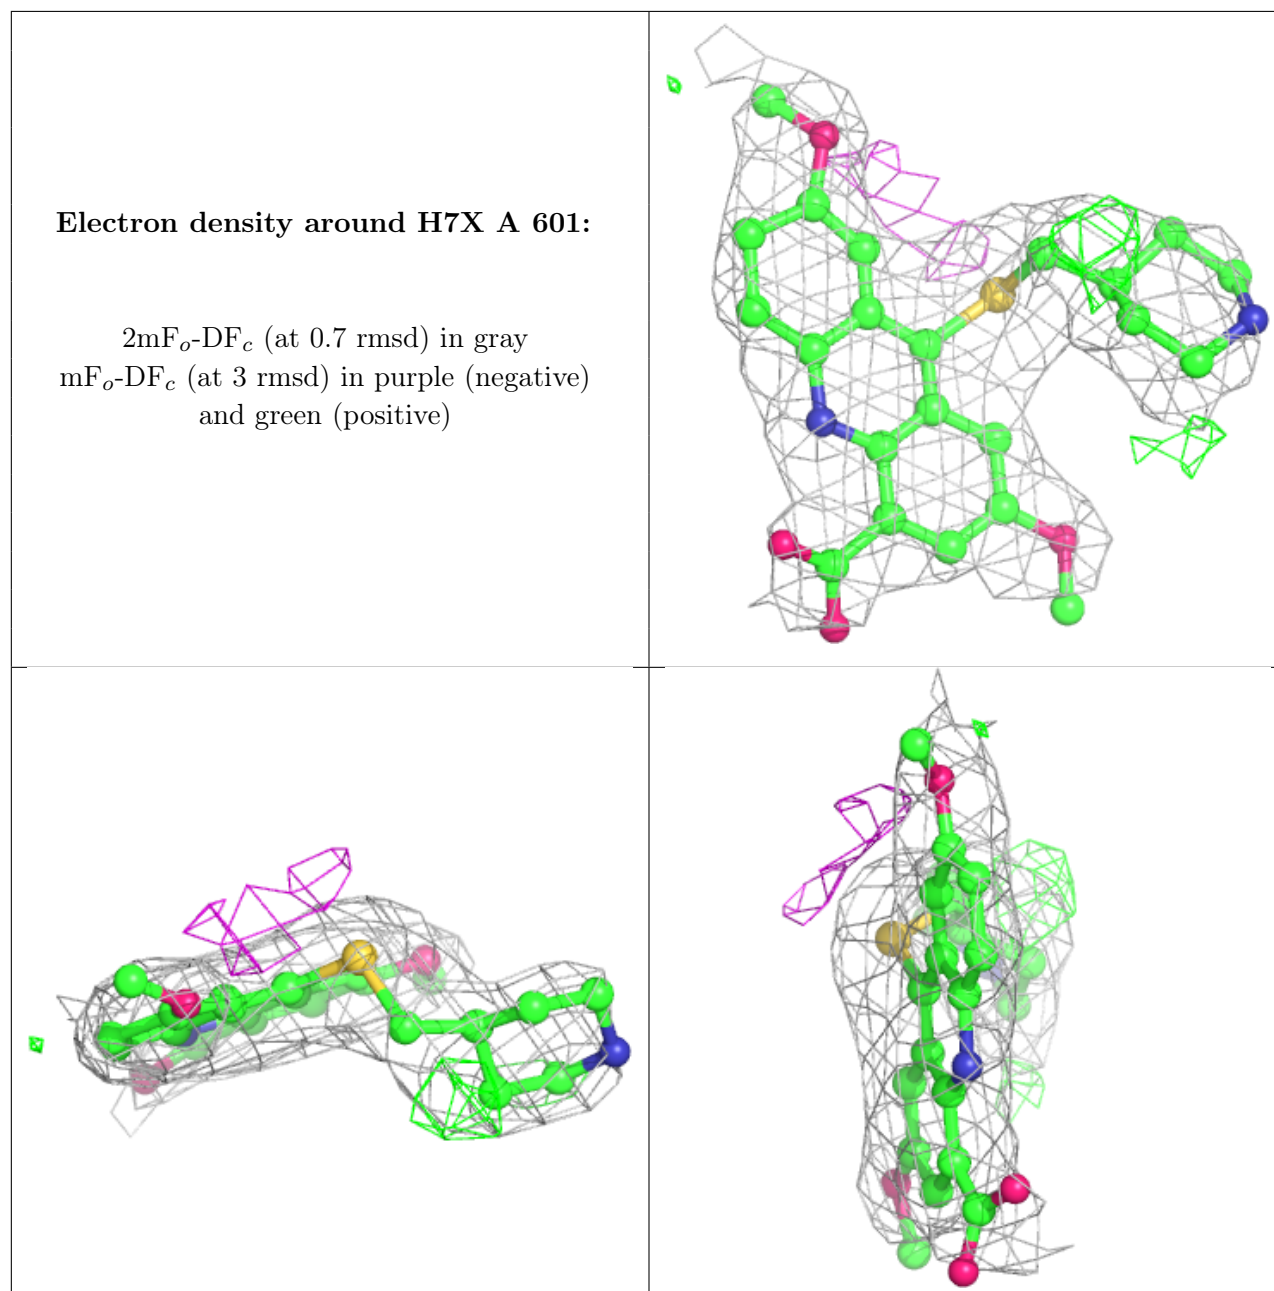 Electron density around H7X A 601:
2mFo-DFc (at 0.7 rmsd) in gray
mFo-DFc (at 3 rmsd) in purple (negative)
and green (positive)